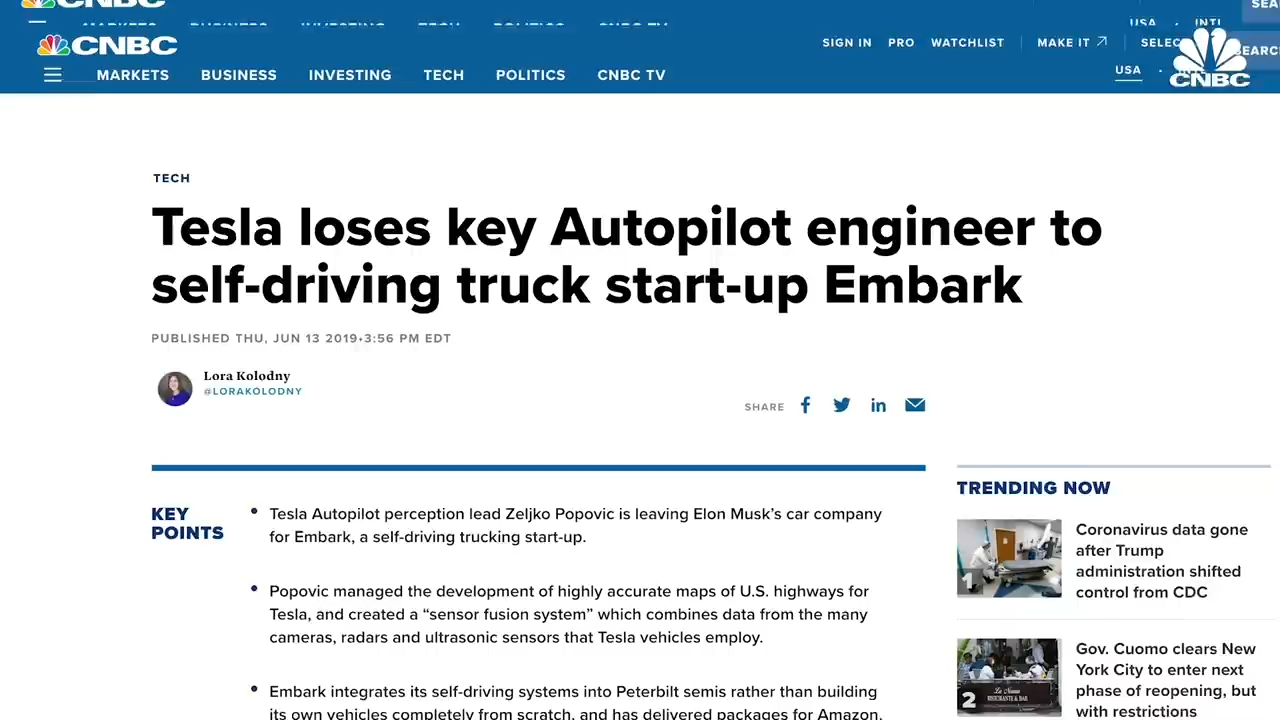 CNBC
MARKETS BUSINESS INVESTING TECH POLITICS CNBC TV
USA · INTL
SEA
CNBC
SIGN IN PRO WATCHLIST MAKE IT SELEC
CNBC
MARKETS BUSINESS INVESTING TECH POLITICS CNBC TV
USA ·
TECH
Tesla loses key Autopilot engineer to
self-driving truck start-up Embark
PUBLISHED THU, JUN 13 2019•3:56 PM EDT
Lora Kolodny
@LORAKOLODNY
SHARE
KEY
POINTS
• Tesla Autopilot perception lead Zeljko Popovic is leaving Elon Musk’s car company
for Embark, a self-driving trucking start-up.
• Popovic managed the development of highly accurate maps of U.S. highways for
Tesla, and created a “sensor fusion system” which combines data from the many
cameras, radars and ultrasonic sensors that Tesla vehicles employ.
• Embark integrates its self-driving systems into Peterbilt semis rather than building
its own vehicles completely from scratch, and has delivered packages for Amazon,
TRENDING NOW
1
Coronavirus data gone
after Trump
administration shifted
control from CDC
2
Gov. Cuomo clears New
York City to enter next
phase of reopening, but
with restrictions